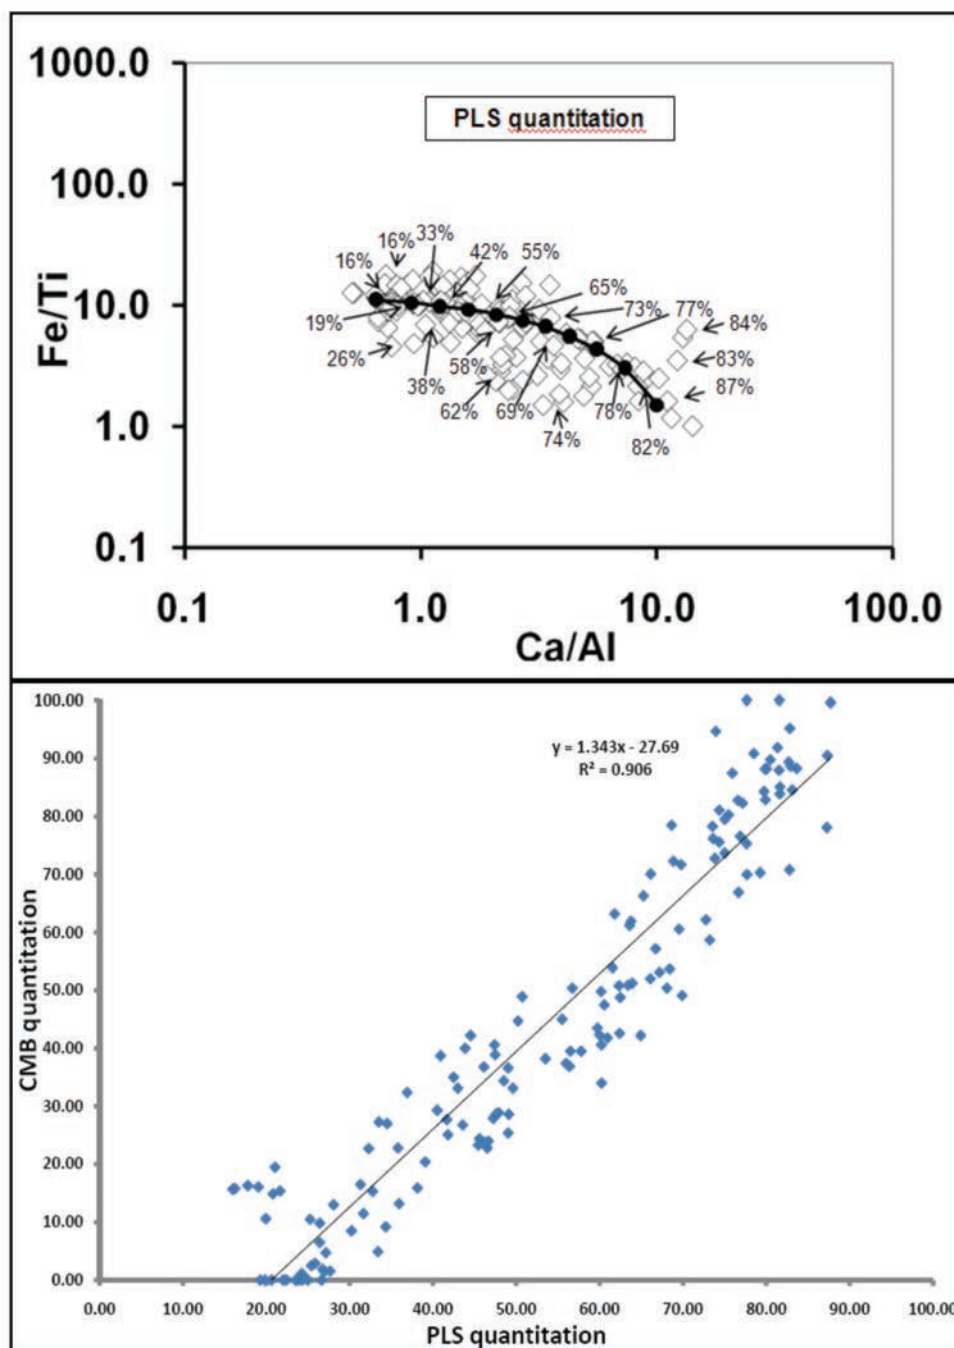 1000.0
PLS quantitation
100.0
Fe/Ti
16% 33%
16% 42% 55%
10.0
65%
73% 77%
19% 84%
26% 58% 83%
38% 87%
62% 69% 78%
1.0
74% 82%
0.1
0.1 1.0 10.0 100.0
Ca/Al
100.00
y = 1.343x - 27.69
90.00
R² = 0.906
80.00
70.00
60.00
50.00
CMB quantitation
40.00
30.00
20.00
10.00
0.00
0.00 10.00 20.00 30.00 40.00 50.00 60.00 70.00 80.00 90.00 100.00
PLS quantitation